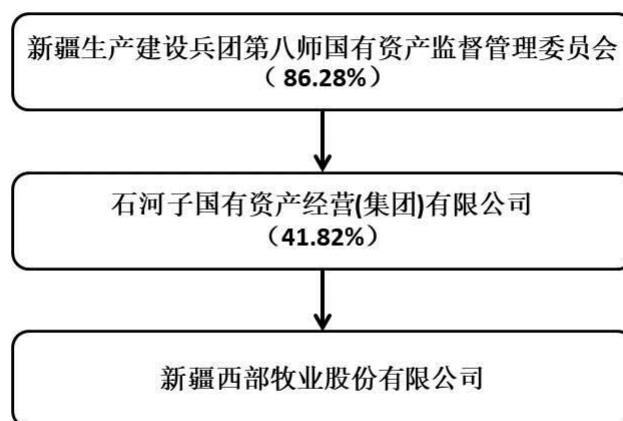 新疆生产建设兵团第八师国有资产监督管理委员会
（ 86.28%）
石河子国有资产经营(集团)有限公司
（41.82%）
新疆西部牧业股份有限公司